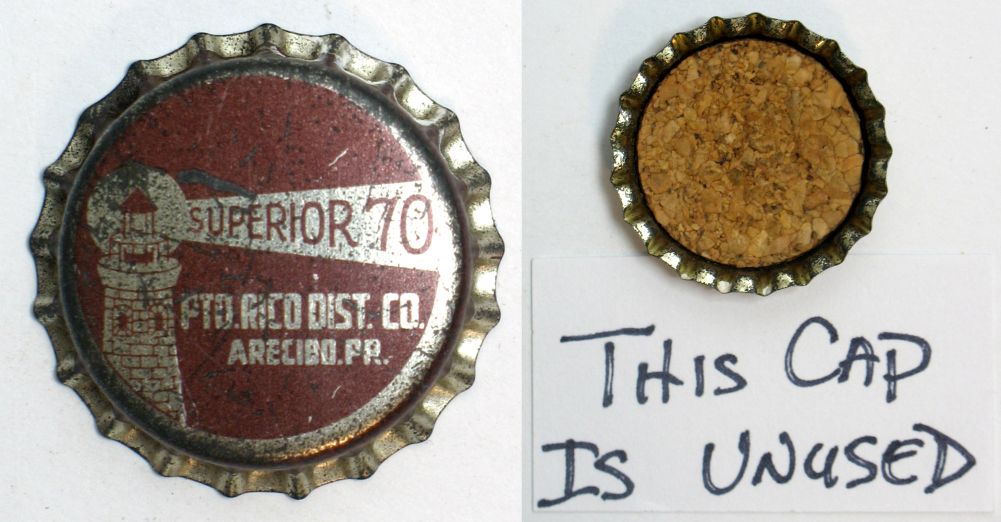 SUPERIOR 70
PTO. RICO DIST. CO.
ARECIBO. P.R.
THIS CAP
IS UNUSED